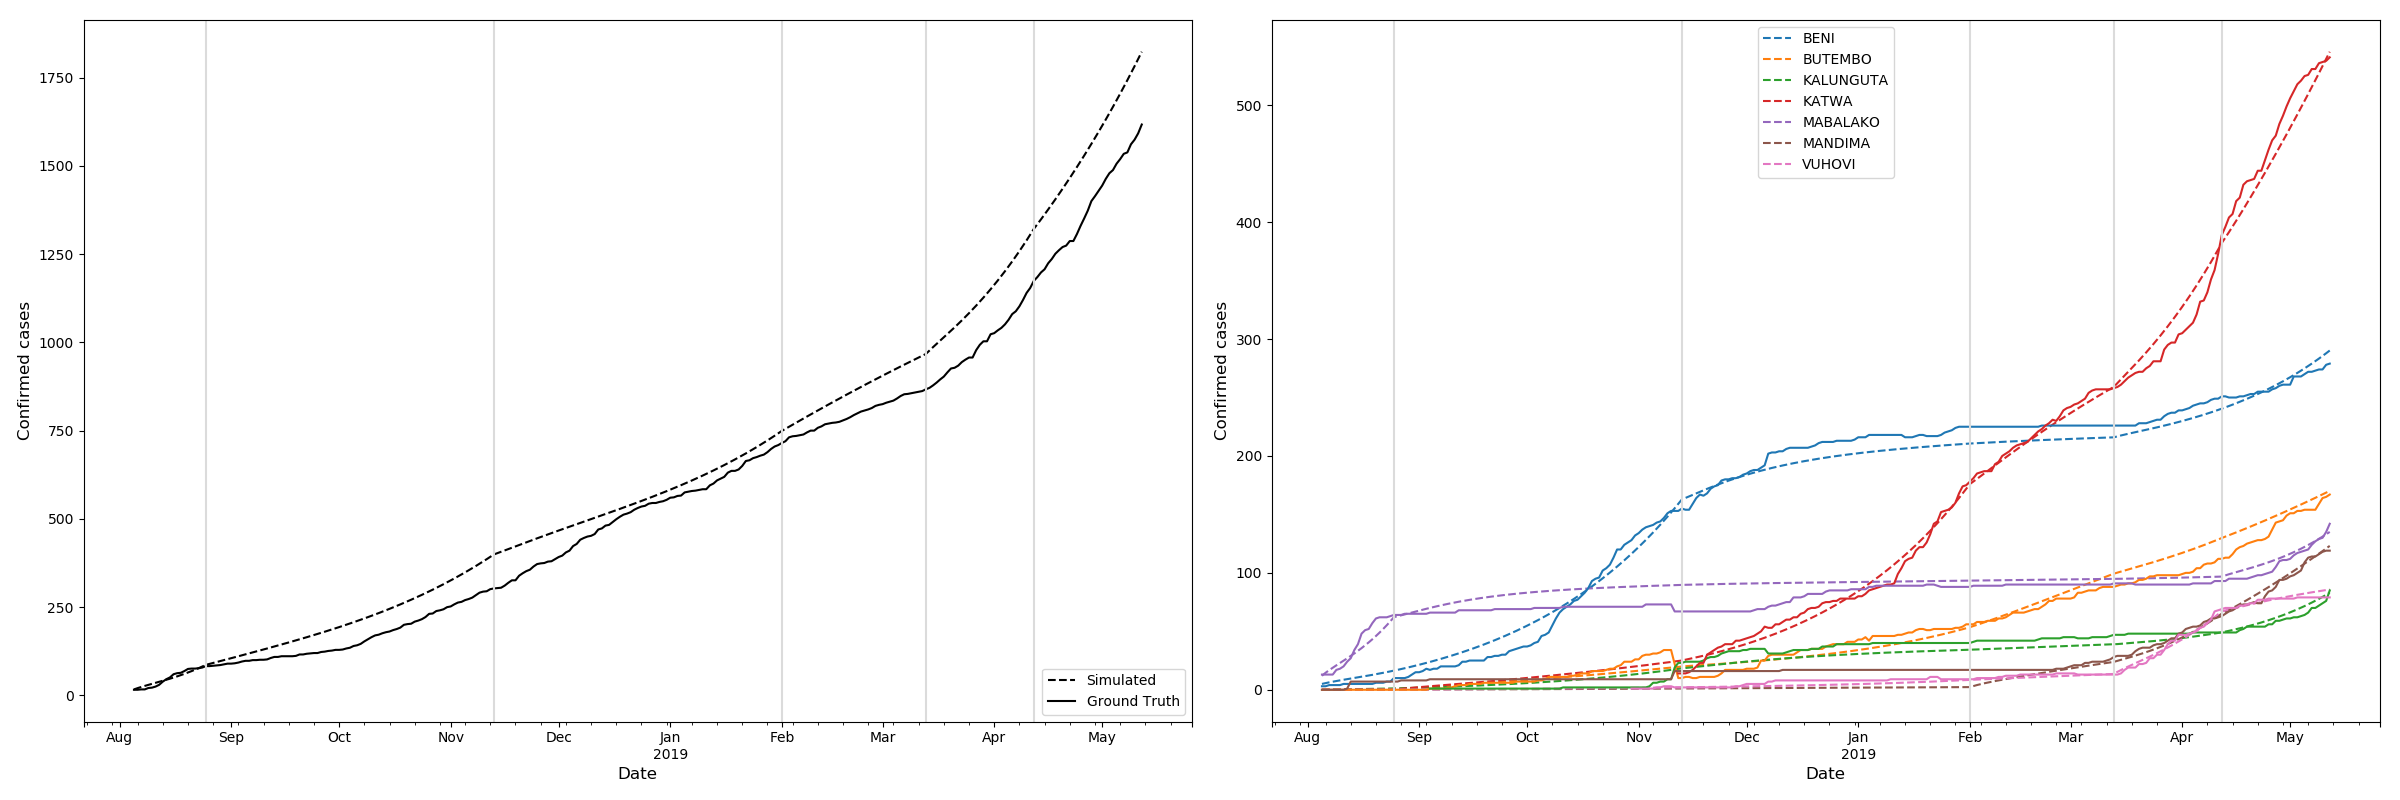 Confirmed cases
1750
1500
1250
1000
750
500
250
0
Aug Sep Oct Nov Dec Jan Feb Mar Apr May
2019
Date
Simulated
Ground Truth
Confirmed cases
500
400
300
200
100
0
Aug Sep Oct Nov Dec Jan Feb Mar Apr May
2019
Date
BENI
BUTEMBO
KALUNGUTA
KATWA
MABALAKO
MANDIMA
VUHOVI